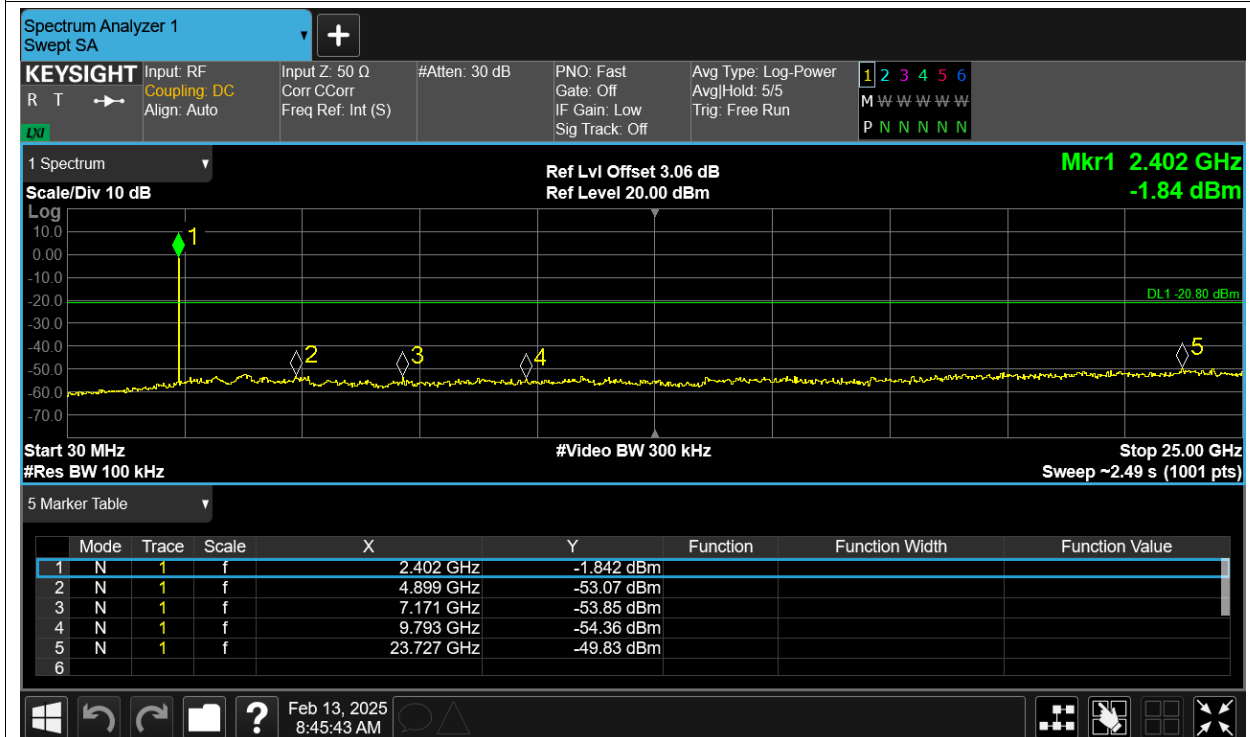 Spectrum Analyzer 1
Swept SA
KEYSIGHT
R T
LXI
Input: RF
Coupling: DC
Align: Auto
Input Z: 50 Ω
Corr CCorr
Freq Ref: Int (S)
#Atten: 30 dB
PNO: Fast
Gate: Off
IF Gain: Low
Sig Track: Off
Avg Type: Log-Power
Avg|Hold: 5/5
Trig: Free Run
1 2 3 4 5 6
M W W W W W
P N N N N N
1 Spectrum
Scale/Div 10 dB
Ref Lvl Offset 3.06 dB
Ref Level 20.00 dBm
Mkr1 2.402 GHz
-1.84 dBm
Log
10.0
0.00
-10.0
-20.0
-30.0
-40.0
-50.0
-60.0
-70.0
1
2
3
4
5
DL1 -20.80 dBm
Start 30 MHz
#Video BW 300 kHz
Stop 25.00 GHz
#Res BW 100 kHz
Sweep ~2.49 s (1001 pts)
5 Marker Table
Mode Trace Scale X Y Function Function Width Function Value
1 N 1 f 2.402 GHz -1.842 dBm
2 N 1 f 4.899 GHz -53.07 dBm
3 N 1 f 7.171 GHz -53.85 dBm
4 N 1 f 9.793 GHz -54.36 dBm
5 N 1 f 23.727 GHz -49.83 dBm
6
?
Feb 13, 2025
8:45:43 AM